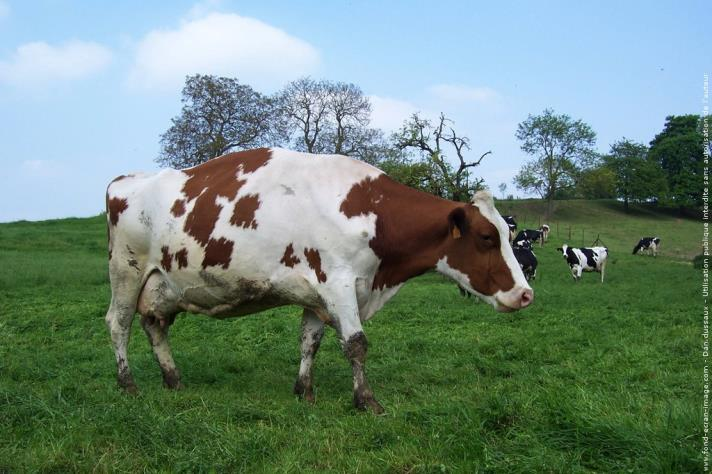 www.fond-ecran-image.com - Dan dussaux - Utilisation publique interdite sans autorisation de l'auteur